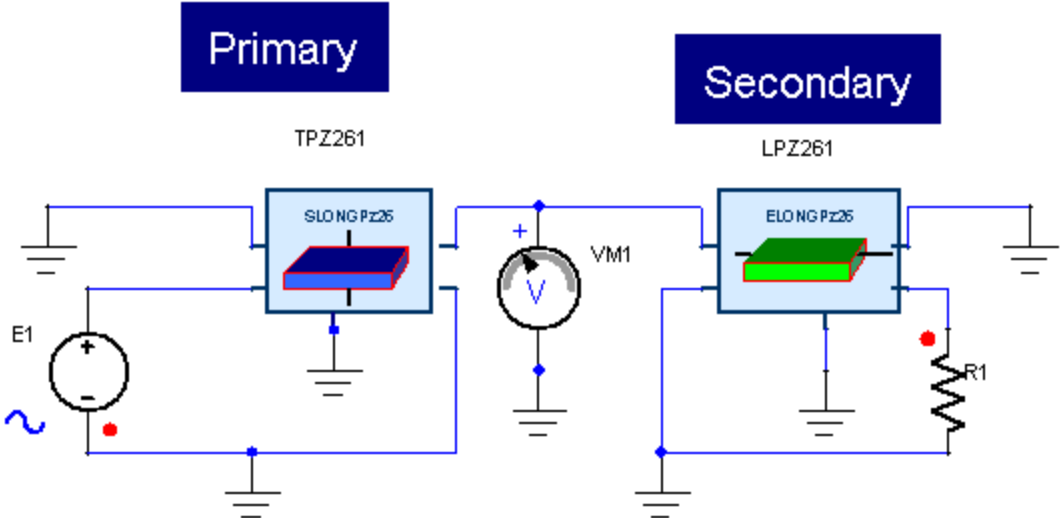 Primary
Secondary
TPZ261
LPZ261
SLONGPz26
ELONGPz26
+
VM1
V
E1
+
−
R1